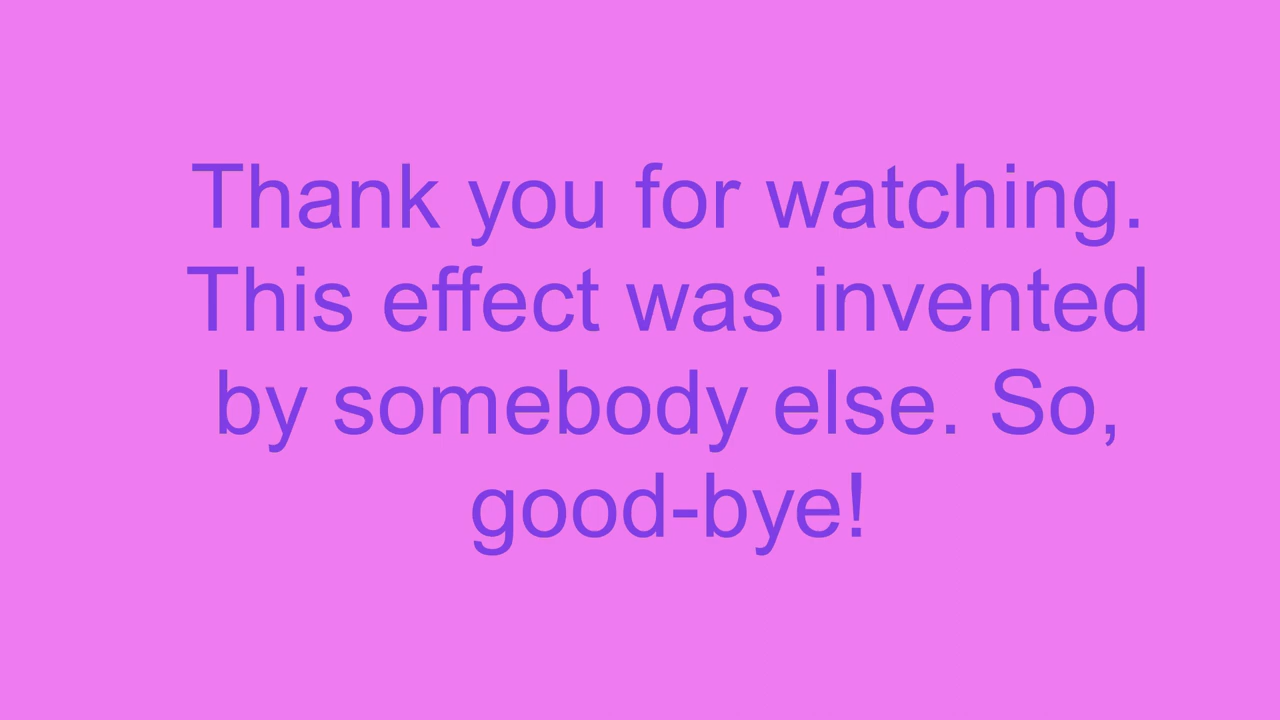 Thank you for watching.
This effect was invented
by somebody else. So,
good-bye!